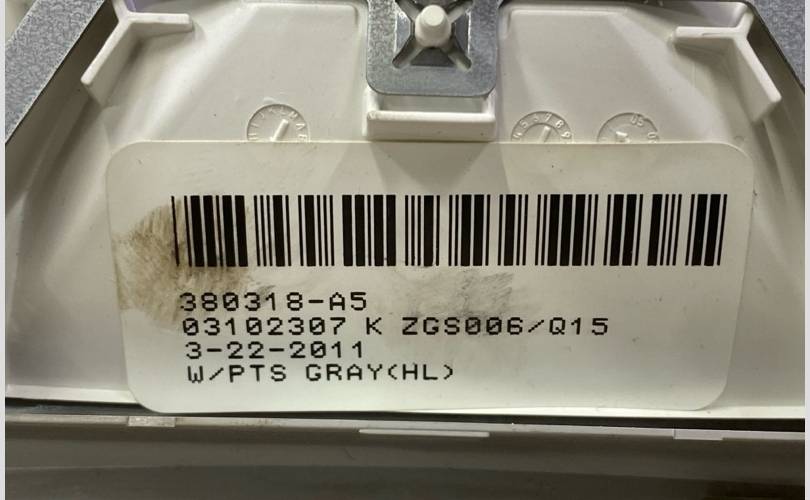 380318-A5
03102307 K ZGS006/Q15
3-22-2011
W/PTS GRAY(HL)